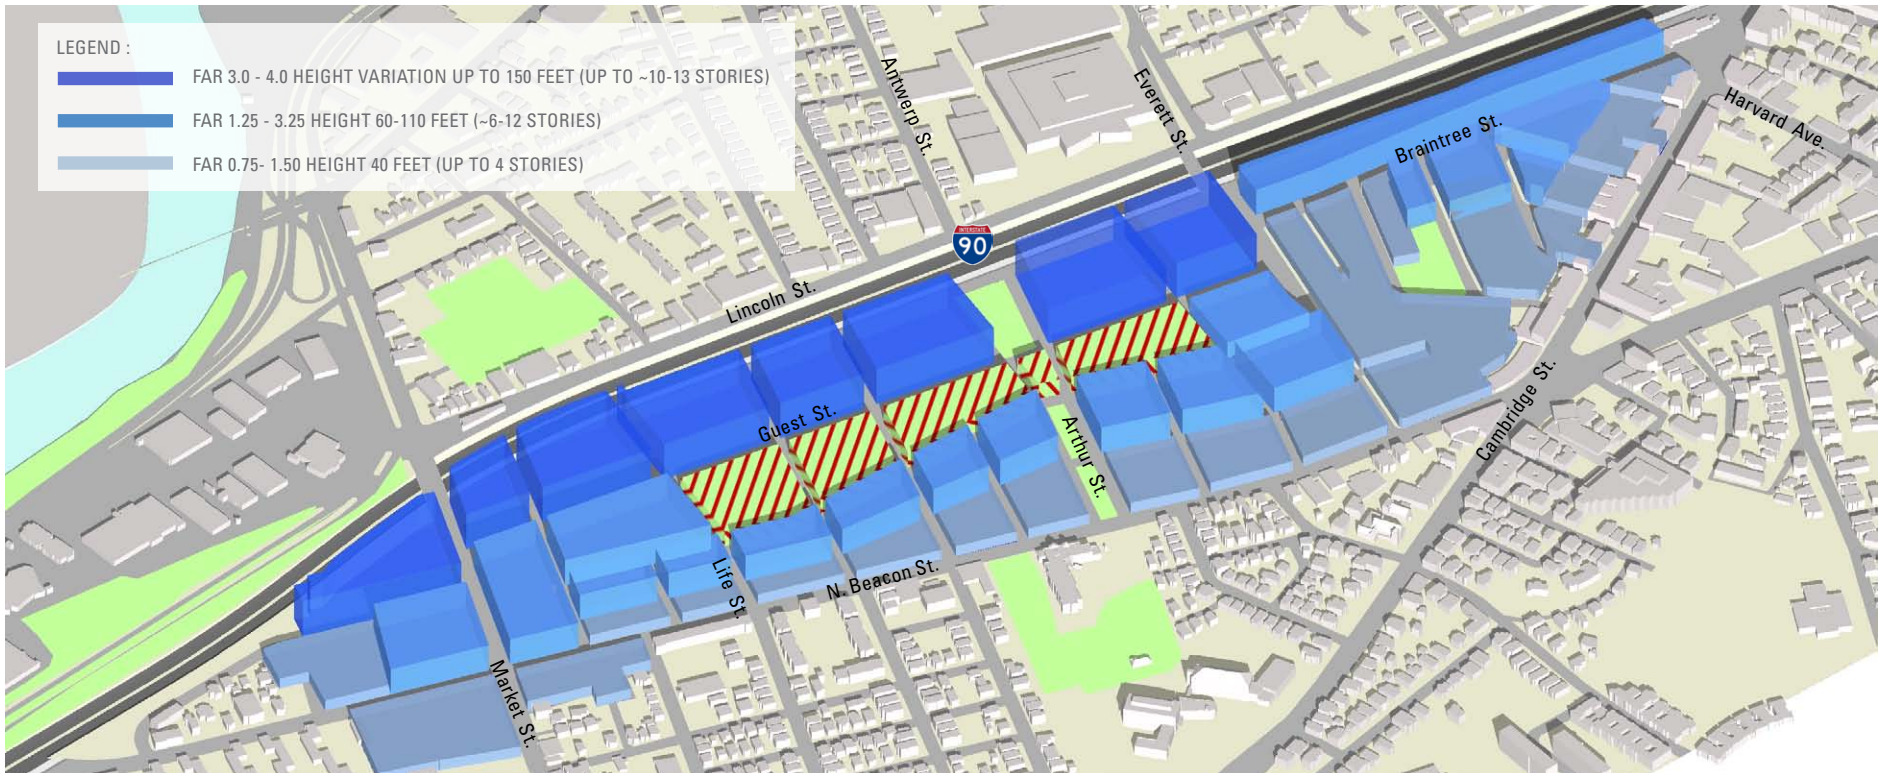 LEGEND :
FAR 3.0 - 4.0 HEIGHT VARIATION UP TO 150 FEET (UP TO ~10-13 STORIES)
FAR 1.25 - 3.25 HEIGHT 60-110 FEET (~6-12 STORIES)
FAR 0.75- 1.50 HEIGHT 40 FEET (UP TO 4 STORIES)
Antwerp St.
Everett St.
Harvard Ave.
Braintree St.
INTERSTATE
90
Lincoln St.
Guest St.
Arthur St.
Cambridge St.
Life St.
N. Beacon St.
Market St.